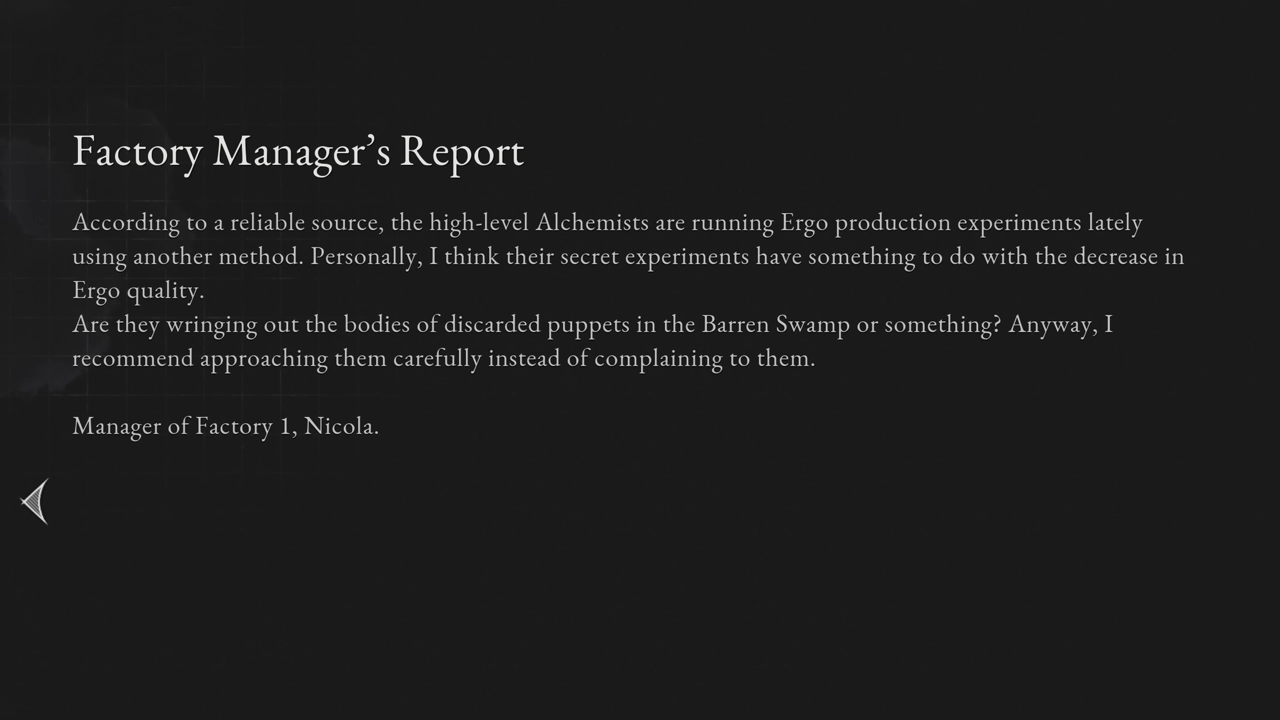 Factory Manager’s Report
According to a reliable source, the high-level Alchemists are running Ergo production experiments lately
using another method. Personally, I think their secret experiments have something to do with the decrease in
Ergo quality.
Are they wringing out the bodies of discarded puppets in the Barren Swamp or something? Anyway, I
recommend approaching them carefully instead of complaining to them.
Manager of Factory 1, Nicola.